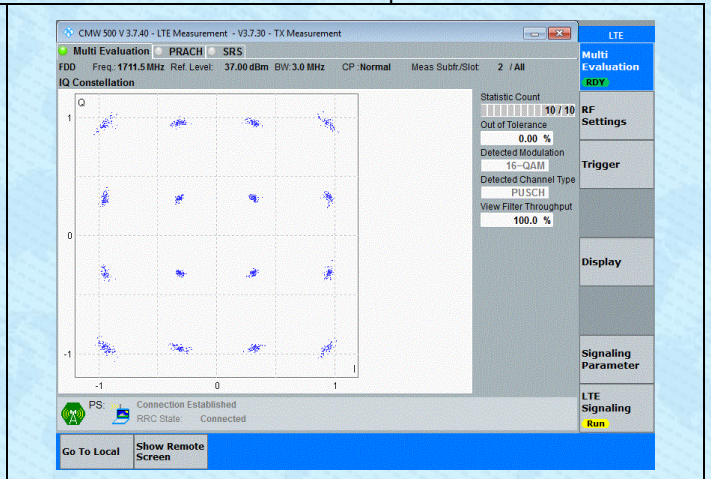 CMW 500 V 3.7.40 - LTE Measurement - V3.7.30 - TX Measurement
LTE
Multi Evaluation PRACH SRS
FDD Freq.: 1711.5 MHz Ref. Level: 37.00 dBm BW: 3.0 MHz CP : Normal Meas Subfr./Slot: 2 / All
IQ Constellation
Q
1
0
-1
-1 0 1
I
Statistic Count
10 / 10
Out of Tolerance
0.00 %
Detected Modulation
16-QAM
Detected Channel Type
PUSCH
View Filter Throughput
100.0 %
Multi
Evaluation
RDY
RF
Settings
Trigger
Display
Signaling
Parameter
LTE
Signaling
Run
PS: Connection Established
RRC State: Connected
Go To Local
Show Remote
Screen